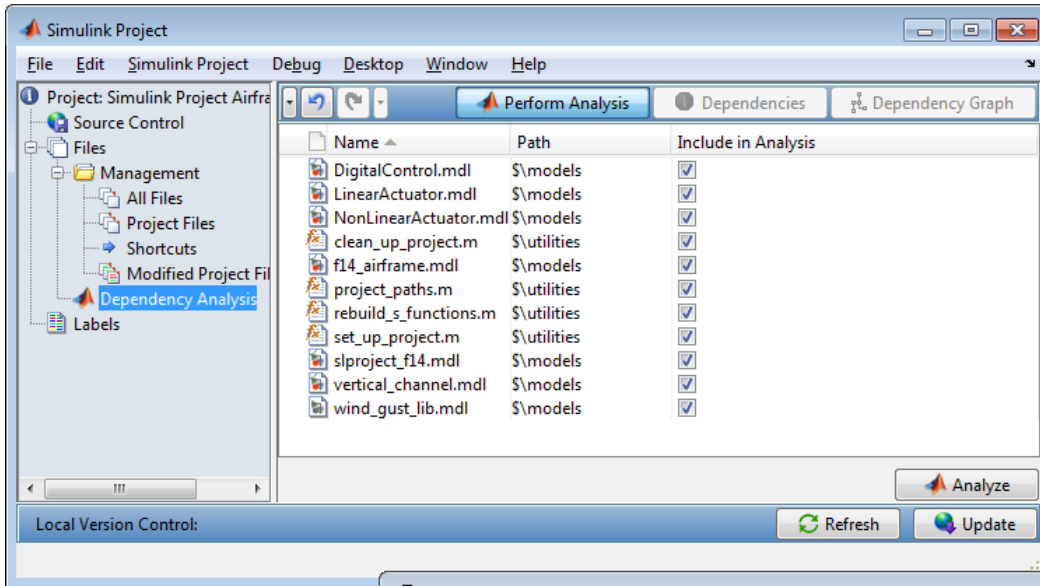 Simulink Project
File Edit Simulink Project Debug Desktop Window Help
Project: Simulink Project Airfra
Source Control
Files
Management
All Files
Project Files
Shortcuts
Modified Project Fil
Dependency Analysis
Labels
Perform Analysis Dependencies Dependency Graph
Name Path Include in Analysis
DigitalControl.mdl $\models
LinearActuator.mdl $\models
NonLinearActuator.mdl $\models
clean_up_project.m $\utilities
f14_airframe.mdl $\models
project_paths.m $\utilities
rebuild_s_functions.m $\utilities
set_up_project.m $\utilities
slproject_f14.mdl $\models
vertical_channel.mdl $\models
wind_gust_lib.mdl $\models
Analyze
Local Version Control: Refresh Update